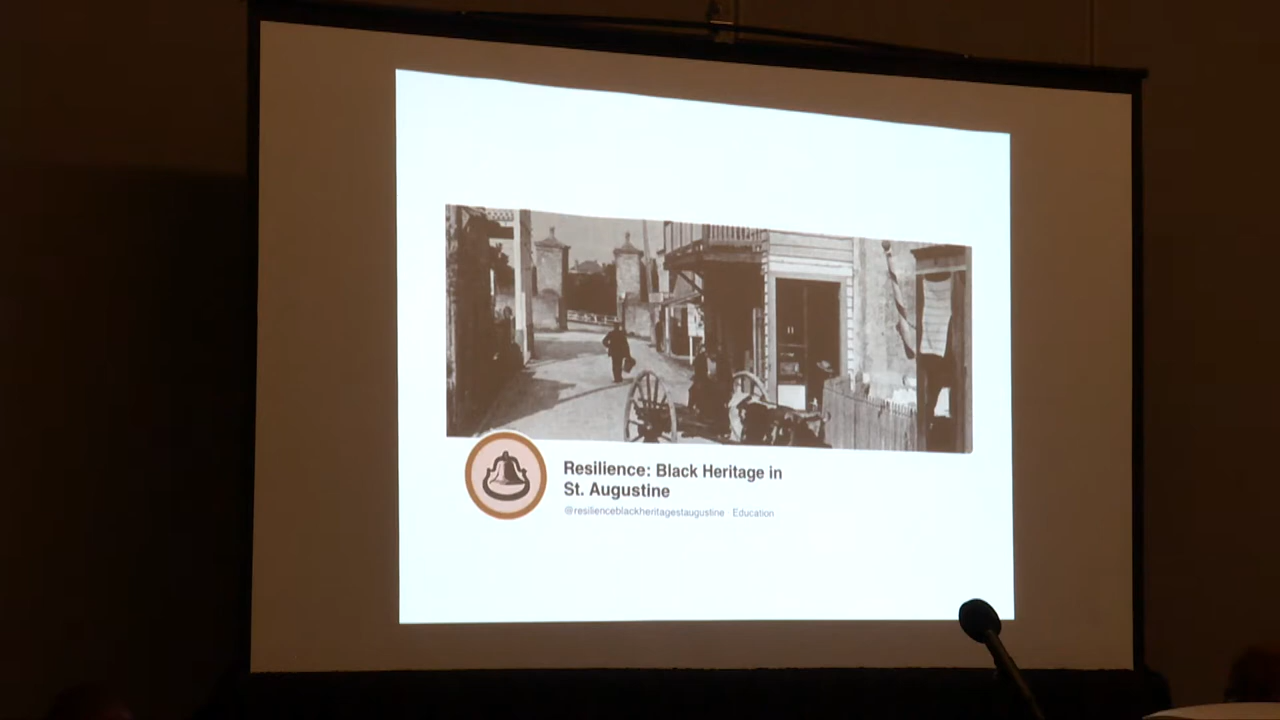 Resilience: Black Heritage in
St. Augustine
@resilienceblackheritagestaugustine · Education